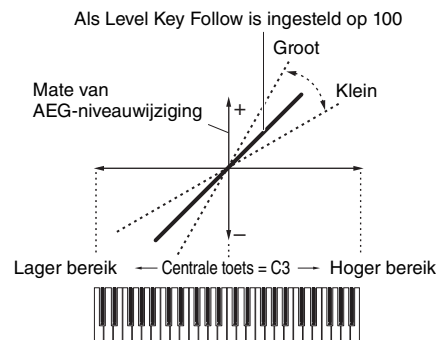 Als Level Key Follow is ingesteld op 100
Groot
Mate van
AEG-niveauwijziging
+
Klein
–
Lager bereik
Centrale toets = C3
Hoger bereik